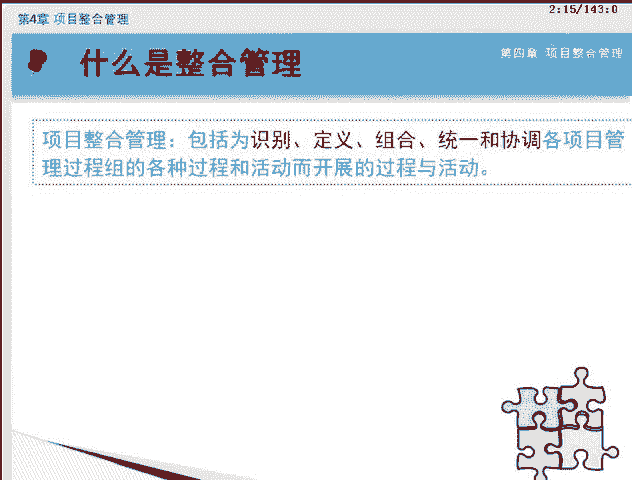 第4章 项目整合管理
2:15/143:0
什么是整合管理
第四章 项目整合管理
项目整合管理：包括为识别、定义、组合、统一和协调各项目管
理过程组的各种过程和活动而开展的过程与活动。